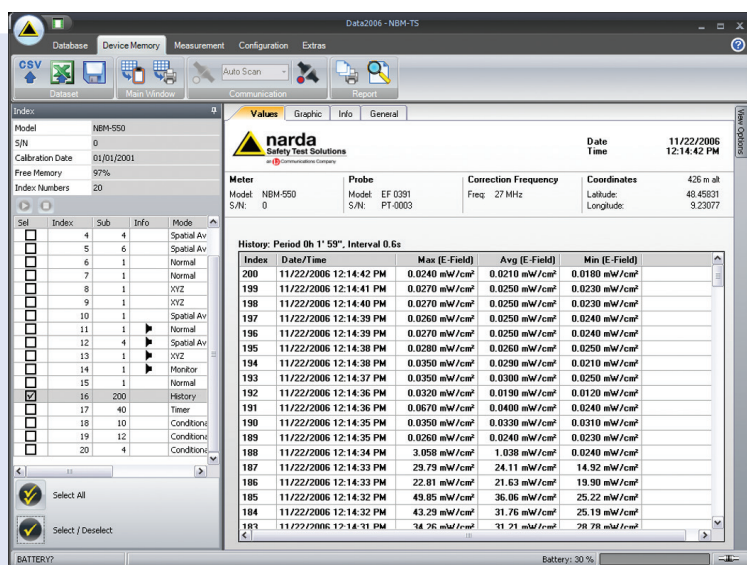 Data2006 - NBM-TS
Database Device Memory Measurement Configuration Extras
CSV
Auto Scan
Dataset Main Window Communication Report
Index
Model NBM-550
S/N 0
Calibration Date 01/01/2001
Free Memory 97%
Index Numbers 20
Sel Index Sub Info Mode
4 4 Spatial Av
5 6 Spatial Av
6 1 Normal
7 1 Normal
8 1 XYZ
9 1 XYZ
10 1 Spatial Av
11 1 Normal
12 4 Spatial Av
13 1 XYZ
14 1 Monitor
15 1 Normal
16 200 History
17 40 Timer
18 10 Conditiona
19 12 Conditiona
20 4 Conditiona
Select All
Select / Deselect
Values Graphic Info General
View Options
narda
Safety Test Solutions
an Communications Company
Date 11/22/2006
Time 12:14:42 PM
Meter Probe Correction Frequency Coordinates 426 m alt
Model: NBM-550 Model: EF 0391 Freq: 27 MHz Latitude: 48.45831
S/N: 0 S/N: PT-0003 Longitude: 9.23077
History: Period 0h 1' 59", Interval 0.6s
Index Date/Time Max (E-Field) Avg (E-Field) Min (E-Field)
200 11/22/2006 12:14:42 PM 0.0240 mW/cm² 0.0210 mW/cm² 0.0180 mW/cm²
199 11/22/2006 12:14:41 PM 0.0270 mW/cm² 0.0250 mW/cm² 0.0230 mW/cm²
198 11/22/2006 12:14:40 PM 0.0270 mW/cm² 0.0250 mW/cm² 0.0230 mW/cm²
197 11/22/2006 12:14:39 PM 0.0260 mW/cm² 0.0250 mW/cm² 0.0240 mW/cm²
196 11/22/2006 12:14:39 PM 0.0270 mW/cm² 0.0250 mW/cm² 0.0240 mW/cm²
195 11/22/2006 12:14:38 PM 0.0280 mW/cm² 0.0260 mW/cm² 0.0250 mW/cm²
194 11/22/2006 12:14:38 PM 0.0350 mW/cm² 0.0290 mW/cm² 0.0210 mW/cm²
193 11/22/2006 12:14:37 PM 0.0350 mW/cm² 0.0300 mW/cm² 0.0250 mW/cm²
192 11/22/2006 12:14:36 PM 0.0320 mW/cm² 0.0190 mW/cm² 0.0120 mW/cm²
191 11/22/2006 12:14:36 PM 0.0670 mW/cm² 0.0400 mW/cm² 0.0240 mW/cm²
190 11/22/2006 12:14:35 PM 0.0350 mW/cm² 0.0330 mW/cm² 0.0310 mW/cm²
189 11/22/2006 12:14:35 PM 0.0260 mW/cm² 0.0240 mW/cm² 0.0230 mW/cm²
188 11/22/2006 12:14:34 PM 3.058 mW/cm² 1.038 mW/cm² 0.0240 mW/cm²
187 11/22/2006 12:14:33 PM 29.79 mW/cm² 24.11 mW/cm² 14.92 mW/cm²
186 11/22/2006 12:14:33 PM 22.81 mW/cm² 21.63 mW/cm² 19.90 mW/cm²
185 11/22/2006 12:14:32 PM 49.85 mW/cm² 36.06 mW/cm² 25.22 mW/cm²
184 11/22/2006 12:14:32 PM 43.29 mW/cm² 31.76 mW/cm² 25.19 mW/cm²
183 11/22/2006 12:14:31 PM 34.26 mW/cm² 31.21 mW/cm² 28.78 mW/cm²
BATTERY? Battery: 30 %